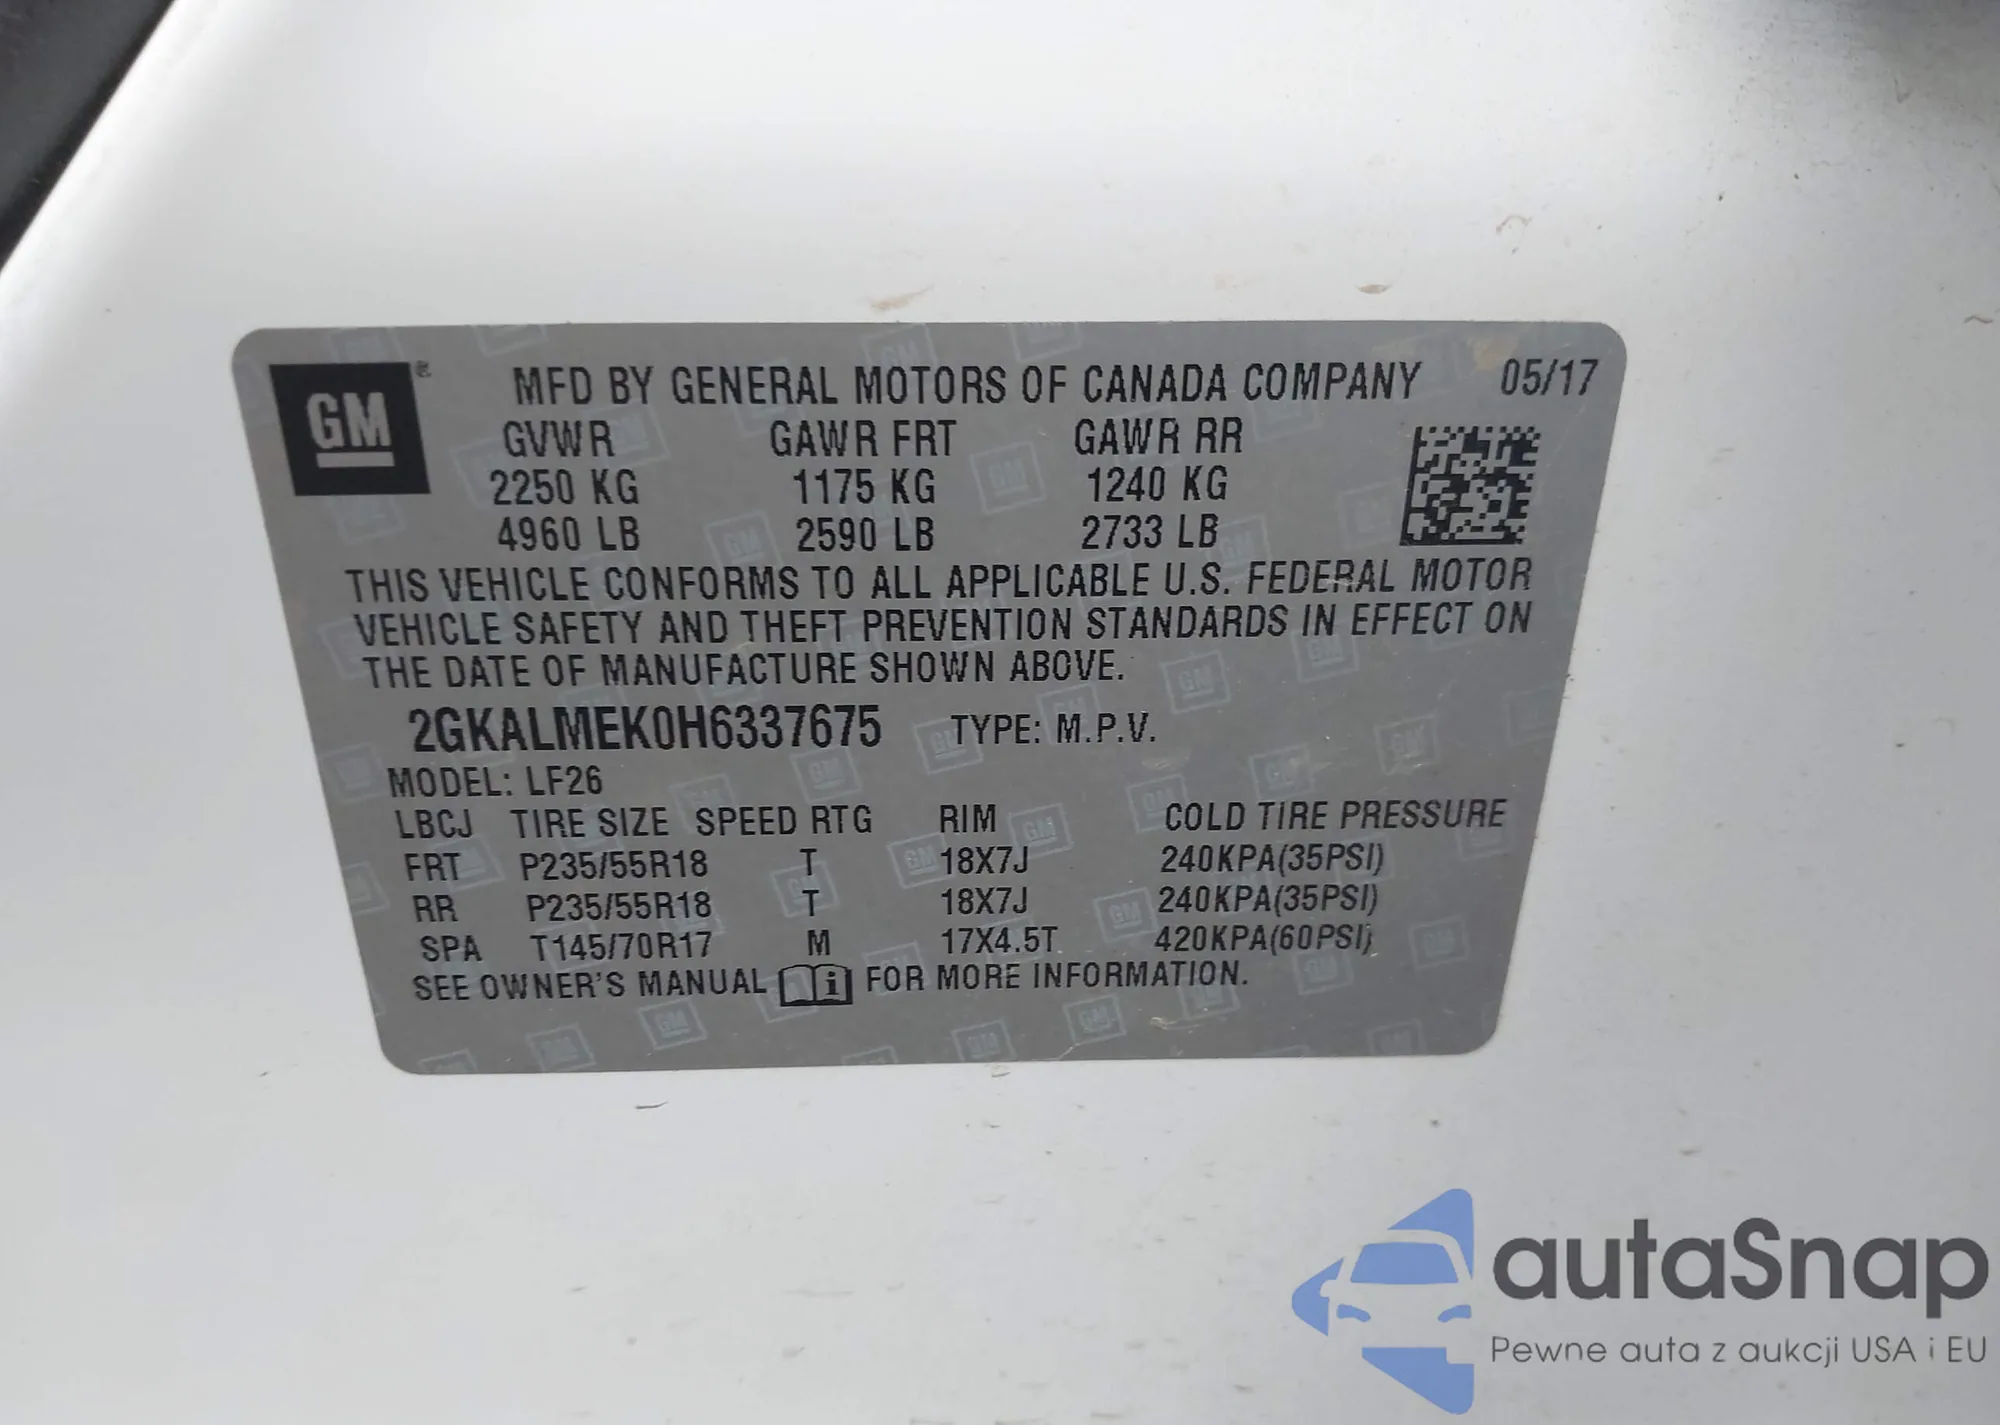 GM® MFD BY GENERAL MOTORS OF CANADA COMPANY 05/17
GVWR GAWR FRT GAWR RR
2250 KG 1175 KG 1240 KG
4960 LB 2590 LB 2733 LB
THIS VEHICLE CONFORMS TO ALL APPLICABLE U.S. FEDERAL MOTOR
VEHICLE SAFETY AND THEFT PREVENTION STANDARDS IN EFFECT ON
THE DATE OF MANUFACTURE SHOWN ABOVE.
2GKALMEK0H6337675 TYPE: M.P.V.
MODEL: LF26
LBCJ TIRE SIZE SPEED RTG RIM COLD TIRE PRESSURE
FRT P235/55R18 T 18X7J 240KPA(35PSI)
RR P235/55R18 T 18X7J 240KPA(35PSI)
SPA T145/70R17 M 17X4.5T 420KPA(60PSI)
SEE OWNER'S MANUAL i FOR MORE INFORMATION.
autaSnap
Pewne auta z aukcji USA i EU